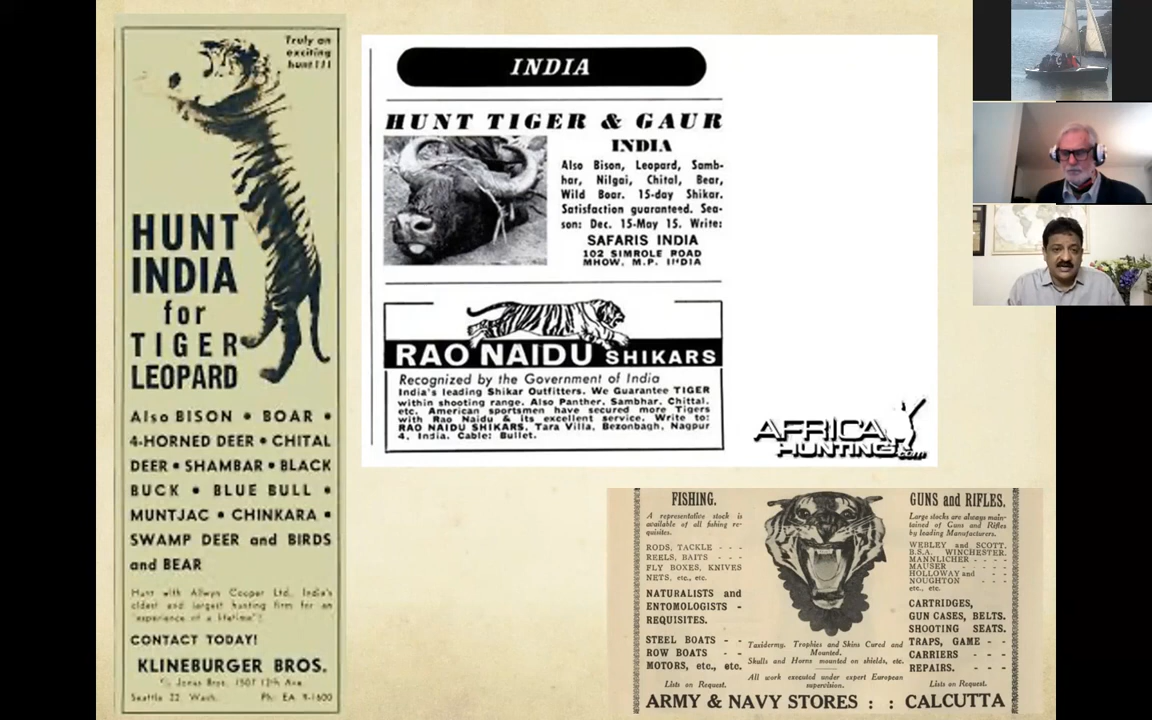 Truly an
exciting
hunt!!!
HUNT
INDIA
for
TIGER
LEOPARD
Also BISON • BOAR •
4-HORNED DEER • CHITAL
DEER • SHAMBAR • BLACK
BUCK • BLUE BULL •
MUNTJAC • CHINKARA •
SWAMP DEER and BIRDS
and BEAR
Hunt with Allwyn Cooper Ltd. India's
oldest and largest hunting firm for an
"experience of a lifetime"!
CONTACT TODAY!
KLINEBURGER BROS.
% Jonas Bros. 1507 12th Ave.
Seattle 22, Wash. Ph. EA 9-1600
INDIA
HUNT TIGER & GAUR
INDIA
Also Bison, Leopard, Samb-
har, Nilgai, Chital, Bear,
Wild Boar. 15-day Shikar.
Satisfaction guaranteed. Sea-
son: Dec. 15-May 15. Write:
SAFARIS INDIA
102 SIMROLE ROAD
MHOW, M.P. INDIA
RAO NAIDU SHIKARS
Recognized by the Government of India
India's leading Shikar Outfitters. We Guarantee TIGER
within shooting range. Also Panther, Sambhar, Chittal,
etc. American sportsmen have secured more Tigers
with Rao Naidu & its excellent service. Write to:
RAO NAIDU SHIKARS, Tara Villa, Bezonbagh, Nagpur
4, India. Cable: Bullet.
AFRICA
HUNTING.com
FISHING.
A representative stock is
available of all fishing re-
quisites.
RODS, TACKLE - - -
REELS, BAITS - - -
FLY BOXES, KNIVES
NETS, etc., etc.
NATURALISTS and
ENTOMOLOGISTS -
REQUISITES.
STEEL BOATS - -
ROW BOATS - -
MOTORS, etc., etc.
Lists on Request.
Taxidermy. Trophies and Skins Cured and
Mounted.
Skulls and Horns mounted on shields, etc.
All work executed under expert European
supervision.
GUNS and RIFLES.
Large stocks are always main-
tained of Guns and Rifles
by leading Manufacturers.
WEBLEY and SCOTT.
B.S.A. WINCHESTER.
MANNLICHER - - - -
MAUSER - - - -
HOLLOWAY and - - -
NOUGHTON - - -
etc., etc.
CARTRIDGES,
GUN CASES, BELTS.
SHOOTING SEATS.
TRAPS, GAME - -
CARRIERS - - -
REPAIRS. - - -
Lists on Request.
ARMY & NAVY STORES : : CALCUTTA